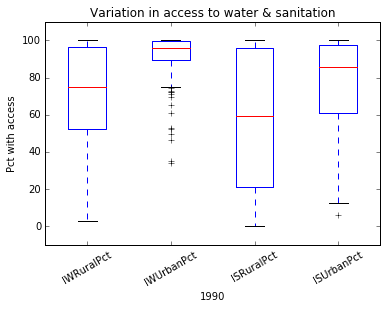 Variation in access to water & sanitation
Pct with access
100
80
60
40
20
0
IWRuralPct
IWUrbanPct
ISRuralPct
ISUrbanPct
1990